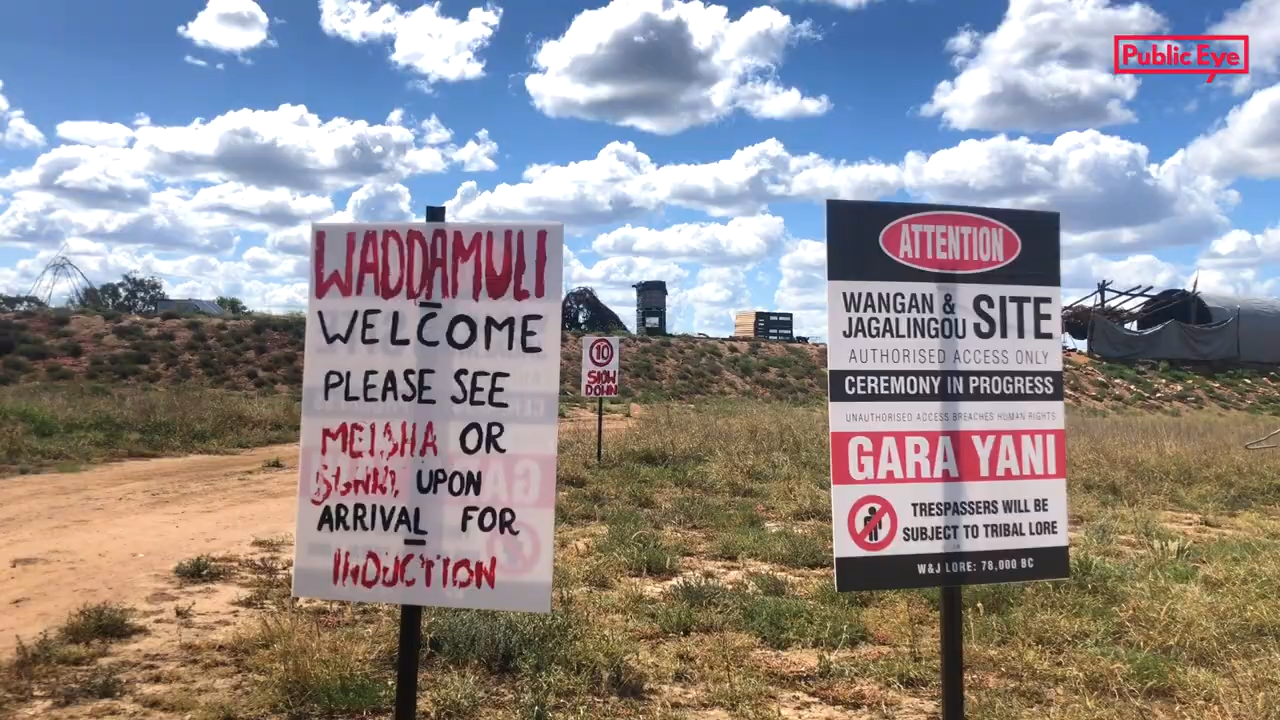 Public Eye
WADDAMULI
WELCOME
PLEASE SEE
MEISHA OR
UPON
ARRIVAL FOR
INDUCTION
10
SLOW
DOWN
ATTENTION
WANGAN &
JAGALINGOU SITE
AUTHORISED ACCESS ONLY
CEREMONY IN PROGRESS
UNAUTHORISED ACCESS BREACHES HUMAN RIGHTS
GARA YANI
TRESPASSERS WILL BE
SUBJECT TO TRIBAL LORE
W&J LORE: 78,000 BC